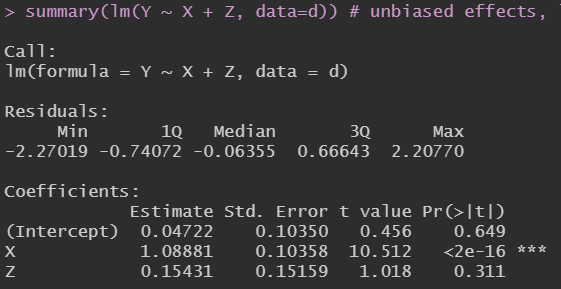 > summary(lm(Y ~ X + Z, data=d)) # unbiased effects,
Call:
lm(formula = Y ~ X + Z, data = d)
Residuals:
Min 1Q Median 3Q Max
-2.27019 -0.74072 -0.06355 0.66643 2.20770
Coefficients:
Estimate Std. Error t value Pr(>|t|)
(Intercept) 0.04722 0.10350 0.456 0.649
X 1.08881 0.10358 10.512 <2e-16 ***
Z 0.15431 0.15159 1.018 0.311